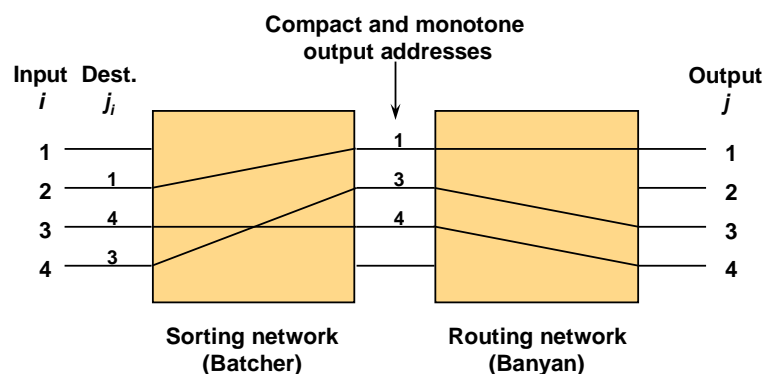 Compact and monotone
output addresses
Input Dest. Output
i j_i j
1 1 1
2 1 3 2
3 4 4 3
4 3 4
Sorting network Routing network
(Batcher) (Banyan)